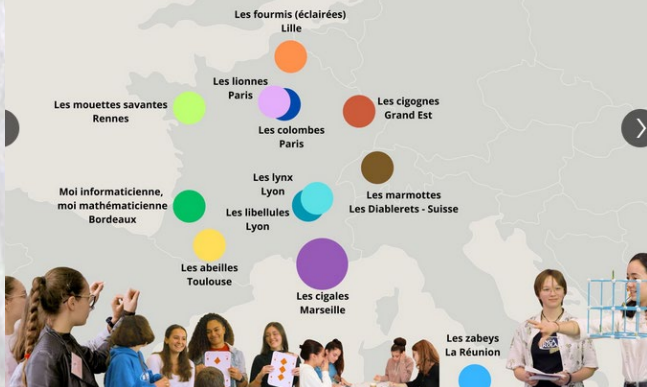 Les fourmis (éclairées)
Lille
Les lionnes
Paris
Les mouettes savantes
Rennes
Les cigognes
Grand Est
Les colombes
Paris
Les lynx
Lyon
Moi informaticienne,
moi mathématicienne
Bordeaux
Les marmottes
Les Diablerets - Suisse
Les libellules
Lyon
Les abeilles
Toulouse
Les cigales
Marseille
Les zabeys
La Réunion